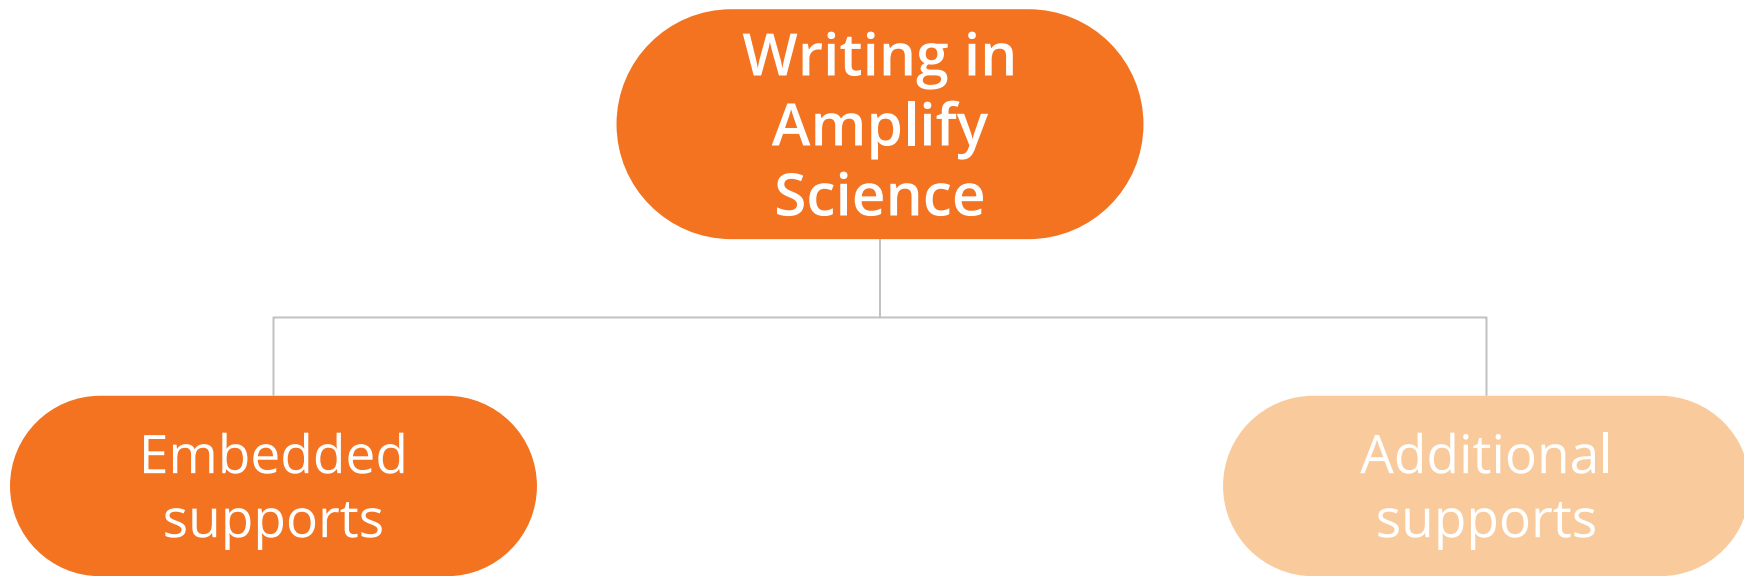 Writing in
Amplify
Science
Embedded
supports
Additional
supports